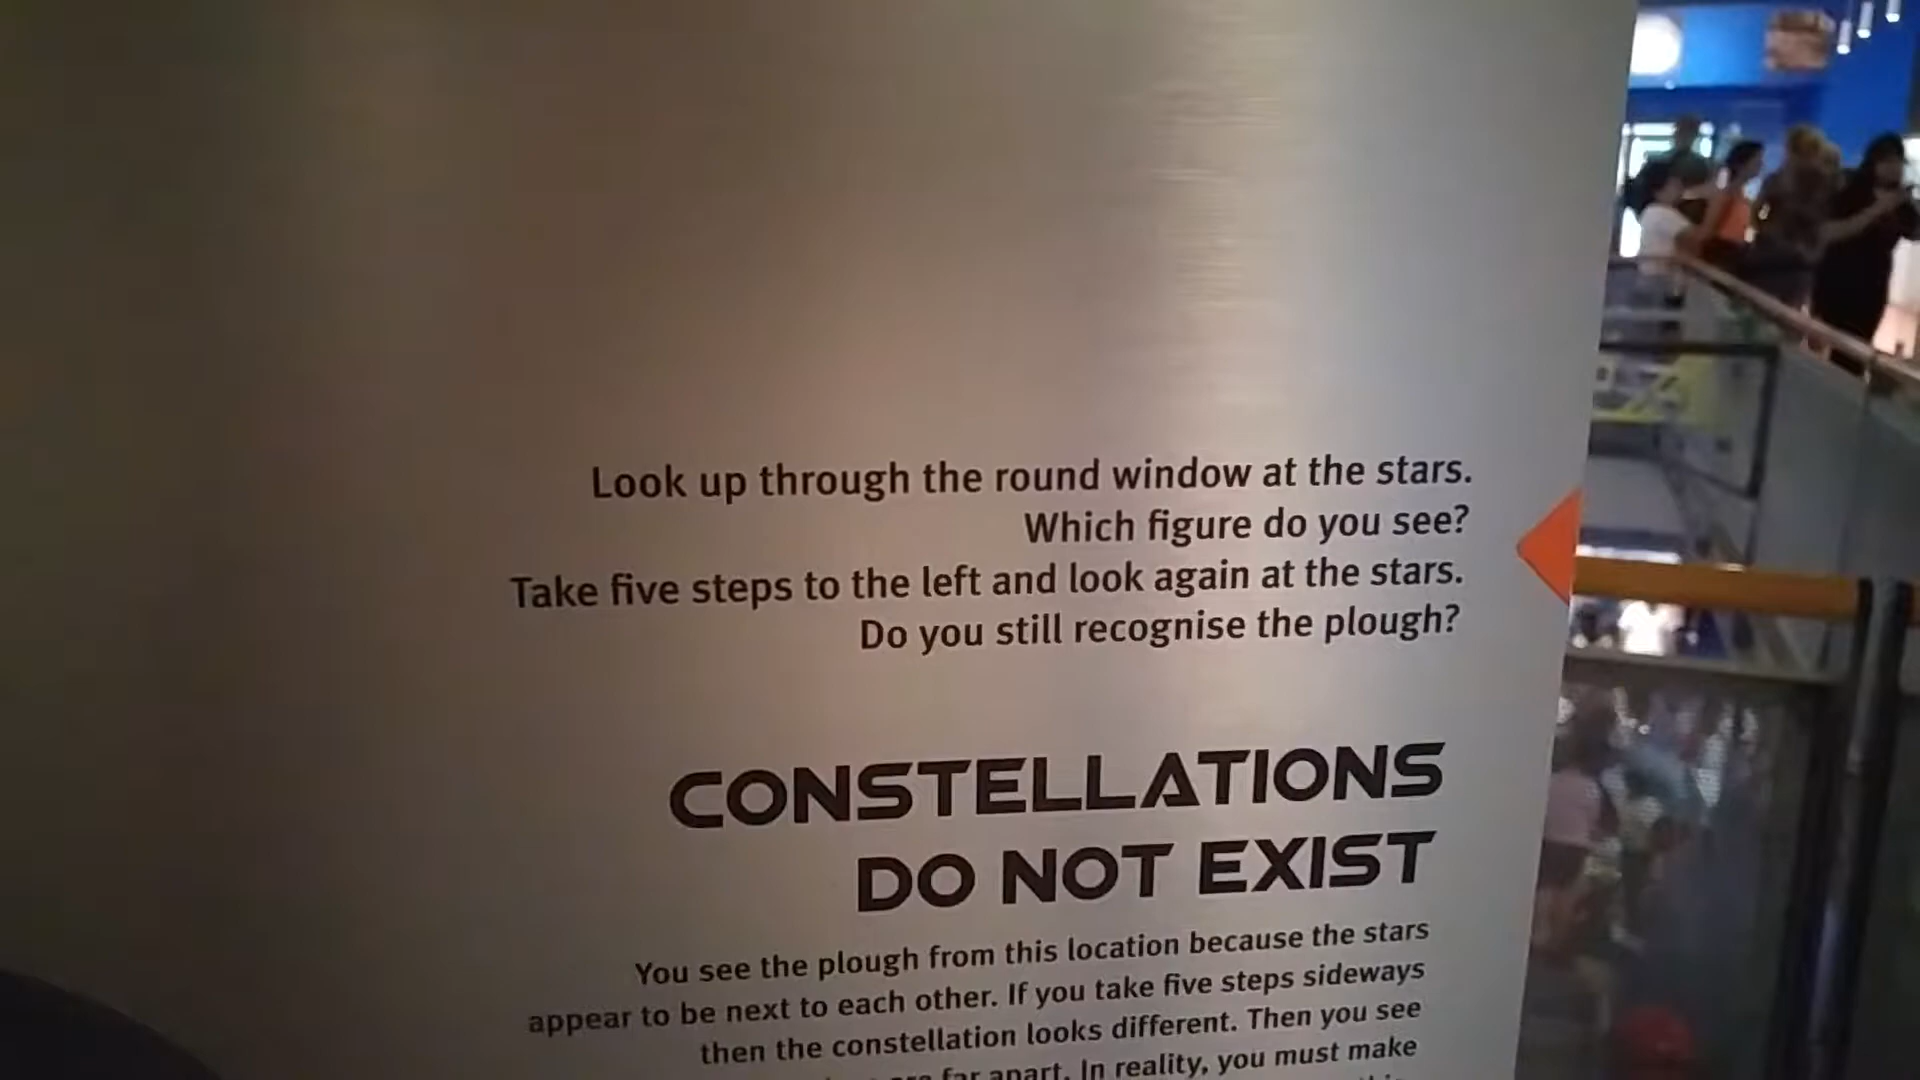 Look up through the round window at the stars.
Which figure do you see?
Take five steps to the left and look again at the stars.
Do you still recognise the plough?
CONSTELLATIONS
DO NOT EXIST
You see the plough from this location because the stars
appear to be next to each other. If you take five steps sideways
then the constellation looks different. Then you see
far apart. In reality, you must make